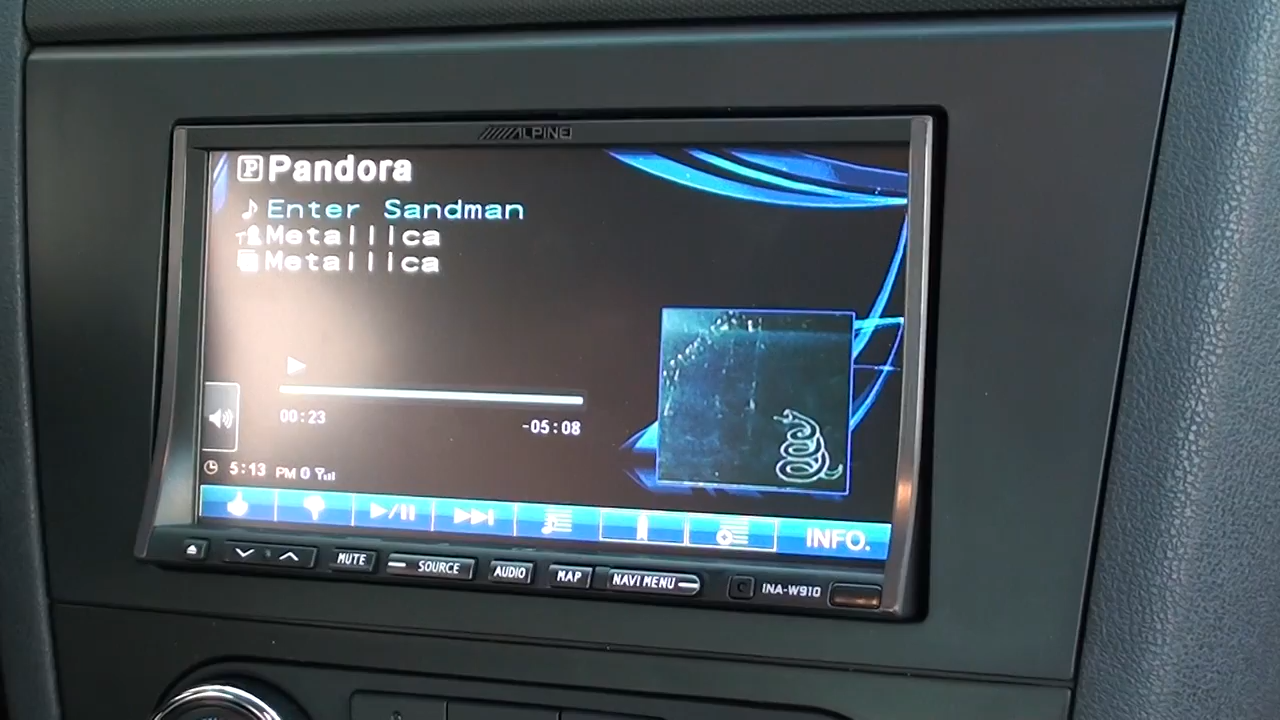 ALPINE
P Pandora
Enter Sandman
Metallica
Metallica
00:23
-05:08
5:13 PM 0
INFO.
MUTE
SOURCE
AUDIO
MAP
NAVI MENU
C
INA-W910